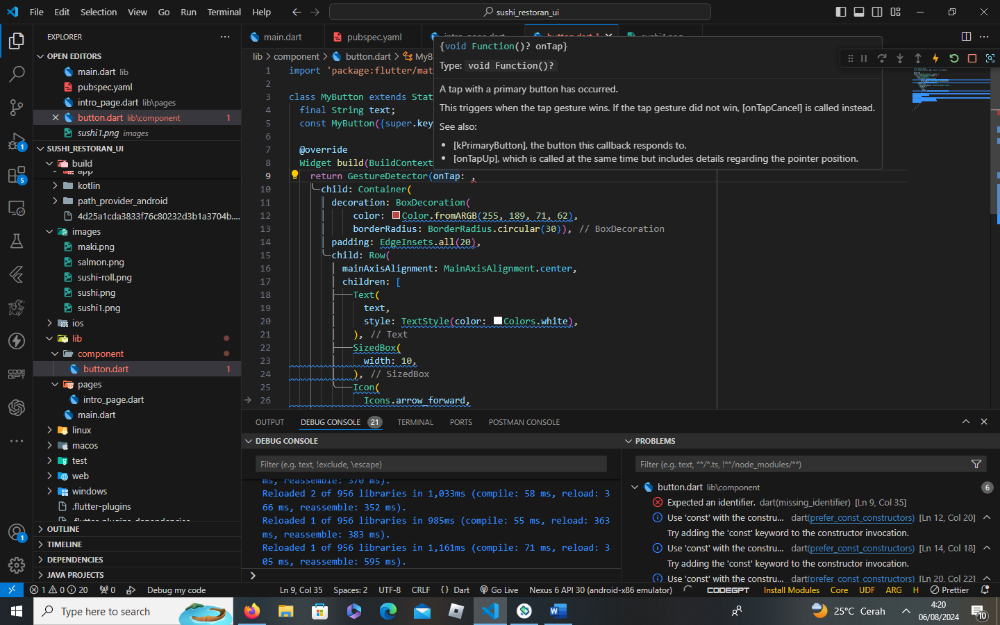 File Edit Selection View Go Run Terminal Help
sushi_restoran_ui
EXPLORER
OPEN EDITORS
main.dart lib
pubspec.yaml
intro_page.dart lib\pages
button.dart lib\component 1
sushi1.png images
SUSHI_RESTORAN_UI
build
app
kotlin
path_provider_android
4d25a1cda3833f76c80232d3b1a3704b....
images
maki.png
salmon.png
sushi-roll.png
sushi.png
sushi1.png
ios
lib
component
button.dart 1
pages
intro_page.dart
main.dart
linux
macos
test
web
windows
.flutter-plugins
.flutter-plugins-dependencies
OUTLINE
TIMELINE
DEPENDENCIES
JAVA PROJECTS
1
5
1
CODE
GPT
main.dart
pubspec.yaml
intro_page.dart
button.dart 1
sushi1.png
lib > component > button.dart > MyB
{void Function()? onTap}
Type: void Function()?
A tap with a primary button has occurred.
This triggers when the tap gesture wins. If the tap gesture did not win, [onTapCancel] is called instead.
See also:
• [kPrimaryButton], the button this callback responds to.
• [onTapUp], which is called at the same time but includes details regarding the pointer position.
1 import 'package:flutter/mat
2
3 class MyButton extends Stat
4 final String text;
5 const MyButton({super.key
6
7 @override
8 Widget build(BuildContext
9 return GestureDetector(onTap: ,
10 child: Container(
11 decoration: BoxDecoration(
12 color: Color.fromARGB(255, 189, 71, 62),
13 borderRadius: BorderRadius.circular(30)), // BoxDecoration
14 padding: EdgeInsets.all(20),
15 child: Row(
16 mainAxisAlignment: MainAxisAlignment.center,
17 children: [
18 Text(
19 text,
20 style: TextStyle(color: Colors.white),
21 ), // Text
22 SizedBox(
23 width: 10,
24 ), // SizedBox
25 Icon(
26 Icons.arrow_forward,
OUTPUT DEBUG CONSOLE 21 TERMINAL PORTS POSTMAN CONSOLE
DEBUG CONSOLE
Filter (e.g. text, !exclude, \escape)
ms, reassemble: 370 ms).
Reloaded 2 of 956 libraries in 1,033ms (compile: 58 ms, reload: 3
66 ms, reassemble: 352 ms).
Reloaded 1 of 956 libraries in 985ms (compile: 55 ms, reload: 363
ms, reassemble: 383 ms).
Reloaded 1 of 956 libraries in 1,161ms (compile: 71 ms, reload: 3
05 ms, reassemble: 595 ms).
PROBLEMS
Filter (e.g. text, **/*.ts, !**/node_modules/**)
button.dart lib\component 6
Expected an identifier. dart(missing_identifier) [Ln 9, Col 35]
Use 'const' with the constru... dart(prefer_const_constructors) [Ln 12, Col 20]
Try adding the 'const' keyword to the constructor invocation.
Use 'const' with the constru... dart(prefer_const_constructors) [Ln 14, Col 18]
Try adding the 'const' keyword to the constructor invocation.
Use 'const' with the constru... dart(prefer_const_constructors) [Ln 20, Col 22]
1 0 20 0 Debug my code Ln 9, Col 35 Spaces: 2 UTF-8 CRLF {} Dart Go Live Nexus 6 API 30 (android-x86 emulator) CODEGPT Install Modules Core UDF ARG H Prettier
Type here to search
25°C Cerah
4:20
06/08/2024
10